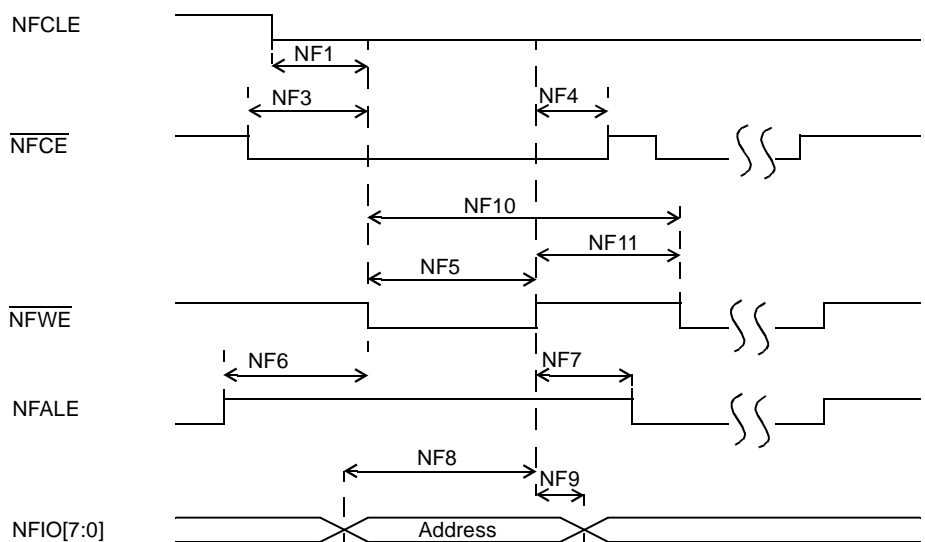 NFCLE
NF1
NF3
NF4
NFCE
NF10
NF11
NF5
NFWE
NF6
NF7
NFALE
NF8
NF9
NFIO[7:0]
Address